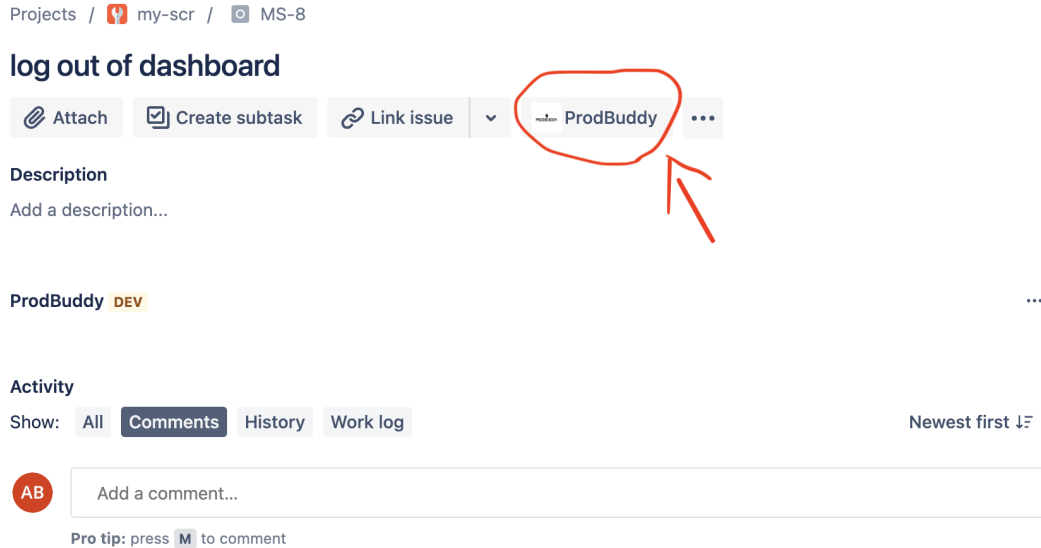 Projects / my-scr / MS-8
log out of dashboard
Attach Create subtask Link issue ProdBuddy •••
Description
Add a description...
ProdBuddy DEV •••
Activity
Show: All Comments History Work log Newest first
AB Add a comment...
Pro tip: press M to comment